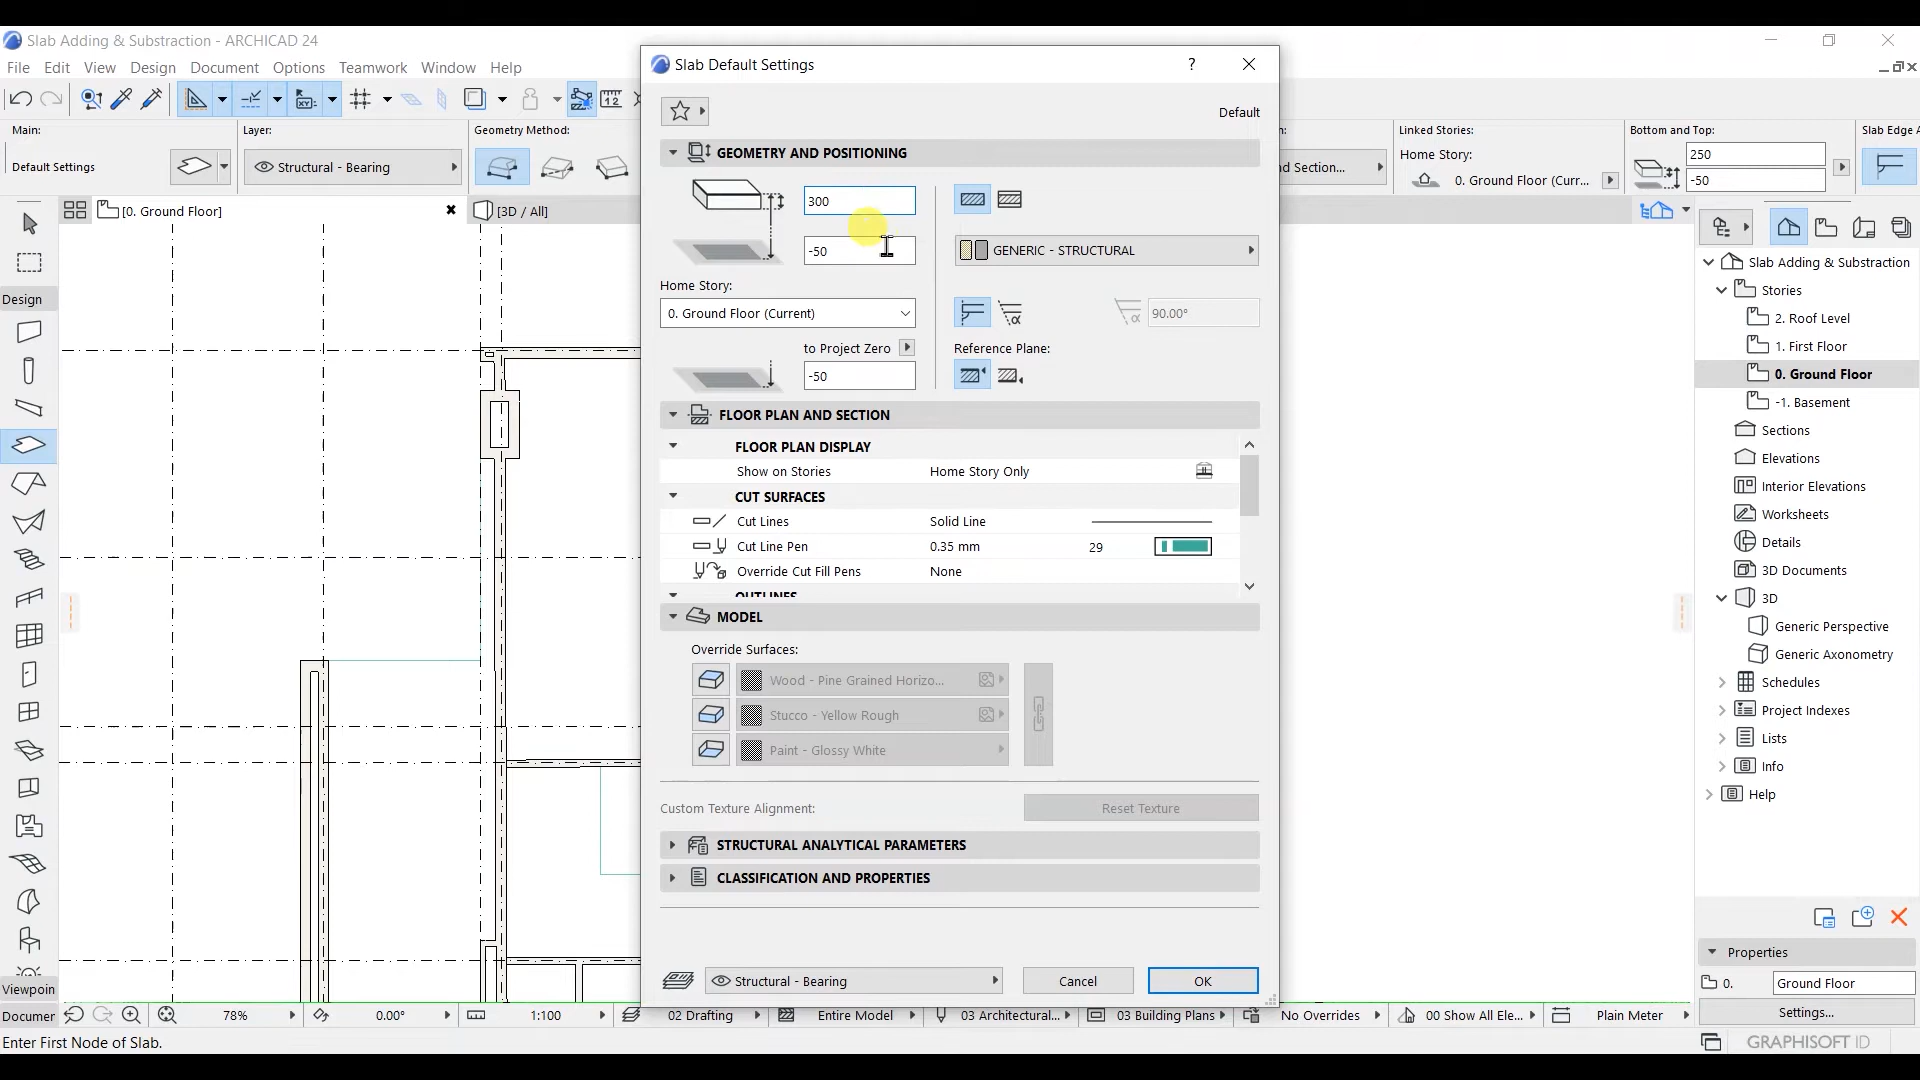 Slab Adding & Substraction - ARCHICAD 24
File Edit View Design Document Options Teamwork Window Help
Main:
Default Settings
Layer:
Structural - Bearing
Geometry Method:
[0. Ground Floor]
[3D / All]
Design
Viewpoin
Documer
Slab Default Settings
?
Default
GEOMETRY AND POSITIONING
300
-50
GENERIC - STRUCTURAL
Home Story:
0. Ground Floor (Current)
90.00°
to Project Zero
Reference Plane:
-50
FLOOR PLAN AND SECTION
FLOOR PLAN DISPLAY
Show on Stories Home Story Only
CUT SURFACES
Cut Lines Solid Line
Cut Line Pen 0.35 mm 29
Override Cut Fill Pens None
OUTLINES
MODEL
Override Surfaces:
Wood - Pine Grained Horizo...
Stucco - Yellow Rough
Paint - Glossy White
Custom Texture Alignment:
Reset Texture
STRUCTURAL ANALYTICAL PARAMETERS
CLASSIFICATION AND PROPERTIES
Structural - Bearing
Cancel
OK
n:
nd Section...
Linked Stories:
Home Story:
0. Ground Floor (Curr...
Bottom and Top:
250
-50
Slab Edge A
Slab Adding & Substraction
Stories
2. Roof Level
1. First Floor
0. Ground Floor
-1. Basement
Sections
Elevations
Interior Elevations
Worksheets
Details
3D Documents
3D
Generic Perspective
Generic Axonometry
Schedules
Project Indexes
Lists
Info
Help
Properties
0. Ground Floor
Settings...
78% 0.00° 1:100 02 Drafting Entire Model 03 Architectural... 03 Building Plans No Overrides 00 Show All Ele... Plain Meter
Enter First Node of Slab.
GRAPHISOFT ID